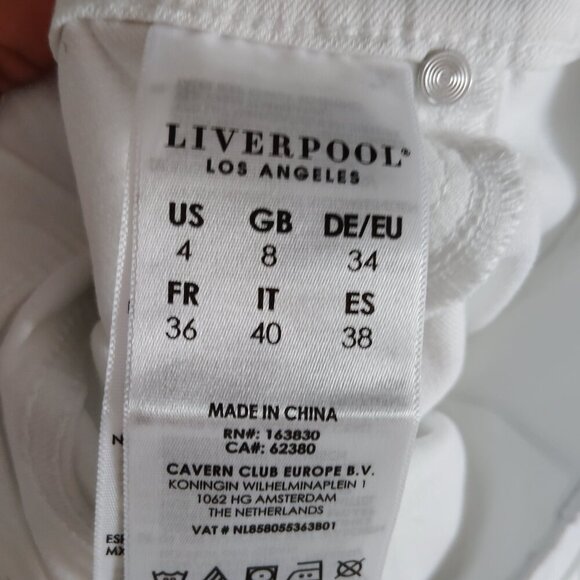 LIVERPOOL®
LOS ANGELES
US GB DE/EU
4 8 34
FR IT ES
36 40 38
MADE IN CHINA
RN#: 163830
CA#: 62380
CAVERN CLUB EUROPE B.V.
KONINGIN WILHELMINAPLEIN 1
1062 HG AMSTERDAM
THE NETHERLANDS
VAT # NL858055363B01